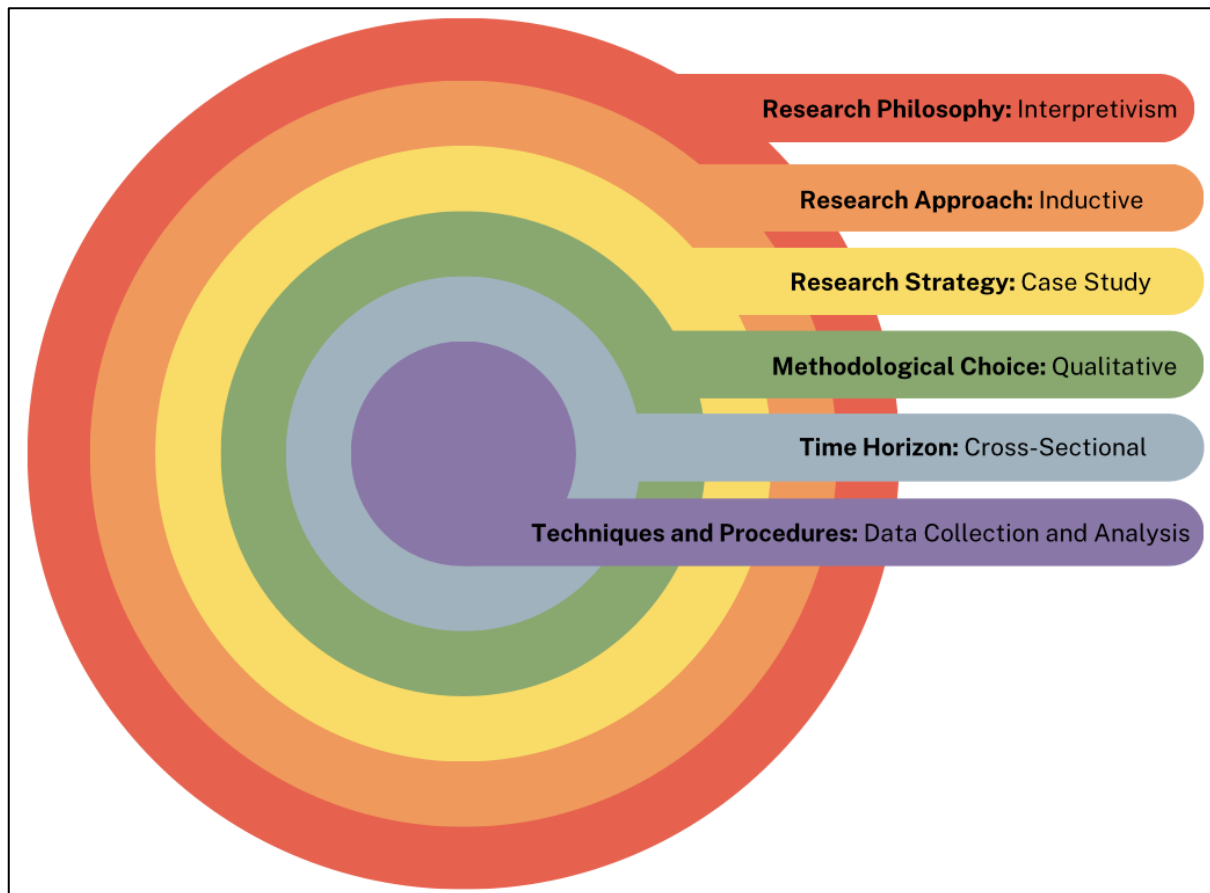 Research Philosophy: Interpretivism
Research Approach: Inductive
Research Strategy: Case Study
Methodological Choice: Qualitative
Time Horizon: Cross-Sectional
Techniques and Procedures: Data Collection and Analysis